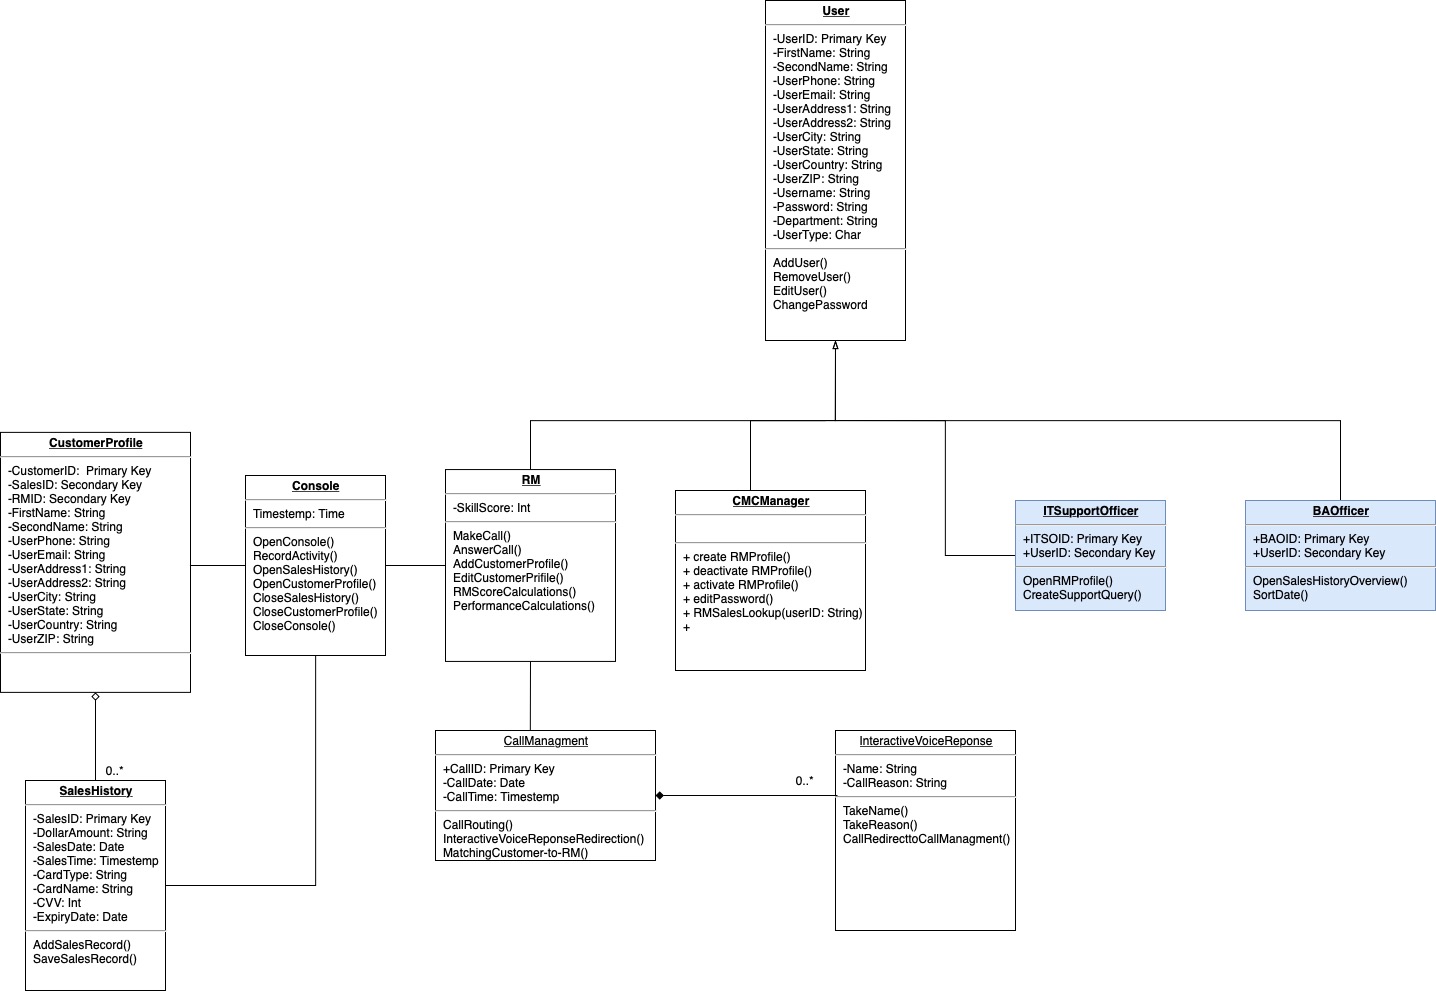 User
-UserID: Primary Key
-FirstName: String
-SecondName: String
-UserPhone: String
-UserEmail: String
-UserAddress1: String
-UserAddress2: String
-UserCity: String
-UserState: String
-UserCountry: String
-UserZIP: String
-Username: String
-Password: String
-Department: String
-UserType: Char
AddUser()
RemoveUser()
EditUser()
ChangePassword
CustomerProfile
-CustomerID: Primary Key
-SalesID: Secondary Key
-RMID: Secondary Key
-FirstName: String
-SecondName: String
-UserPhone: String
-UserEmail: String
-UserAddress1: String
-UserAddress2: String
-UserCity: String
-UserState: String
-UserCountry: String
-UserZIP: String
Console
Timestemp: Time
OpenConsole()
RecordActivity()
OpenSalesHistory()
OpenCustomerProfile()
CloseSalesHistory()
CloseCustomerProfile()
CloseConsole()
RM
-SkillScore: Int
MakeCall()
AnswerCall()
AddCustomerProfile()
EditCustomerPrifile()
RMScoreCalculations()
PerformanceCalculations()
CMCManager
+ create RMProfile()
+ deactivate RMProfile()
+ activate RMProfile()
+ editPassword()
+ RMSalesLookup(userID: String)
+
ITSupportOfficer
+ITSOID: Primary Key
+UserID: Secondary Key
OpenRMProfile()
CreateSupportQuery()
BAOfficer
+BAOID: Primary Key
+UserID: Secondary Key
OpenSalesHistoryOverview()
SortDate()
0..*
SalesHistory
-SalesID: Primary Key
-DollarAmount: String
-SalesDate: Date
-SalesTime: Timestemp
-CardType: String
-CardName: String
-CVV: Int
-ExpiryDate: Date
AddSalesRecord()
SaveSalesRecord()
CallManagment
+CallID: Primary Key
-CallDate: Date
-CallTime: Timestemp
CallRouting()
InteractiveVoiceReponseRedirection()
MatchingCustomer-to-RM()
0..*
InteractiveVoiceReponse
-Name: String
-CallReason: String
TakeName()
TakeReason()
CallRedirecttoCallManagment()